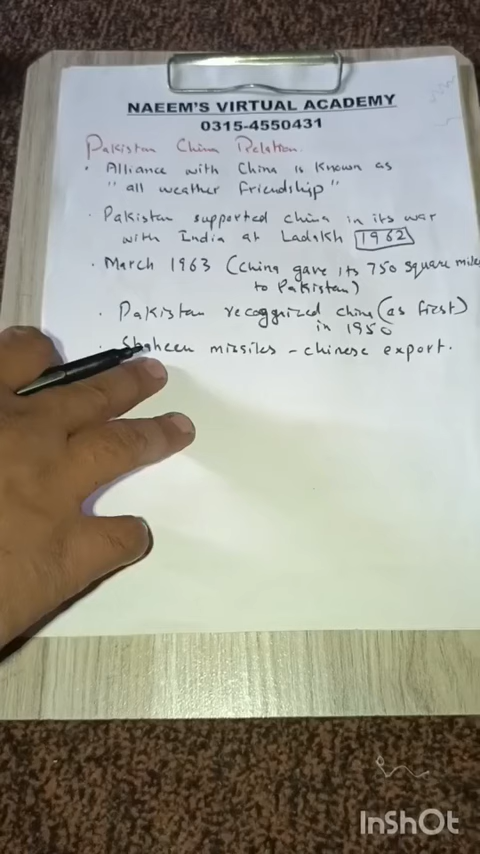 NAEEM'S VIRTUAL ACADEMY
0315-4550431
Pakistan China Relation.
• Alliance with China is known as
"all weather friendship"
• Pakistan supported china in its war
with India at Ladakh 1962
• March 1963 (China gave its 750 square miles
to Pakistan)
• Pakistan recoggnized china (as first)
in 1950
• Shaheen missiles - chinese export.
InShOt